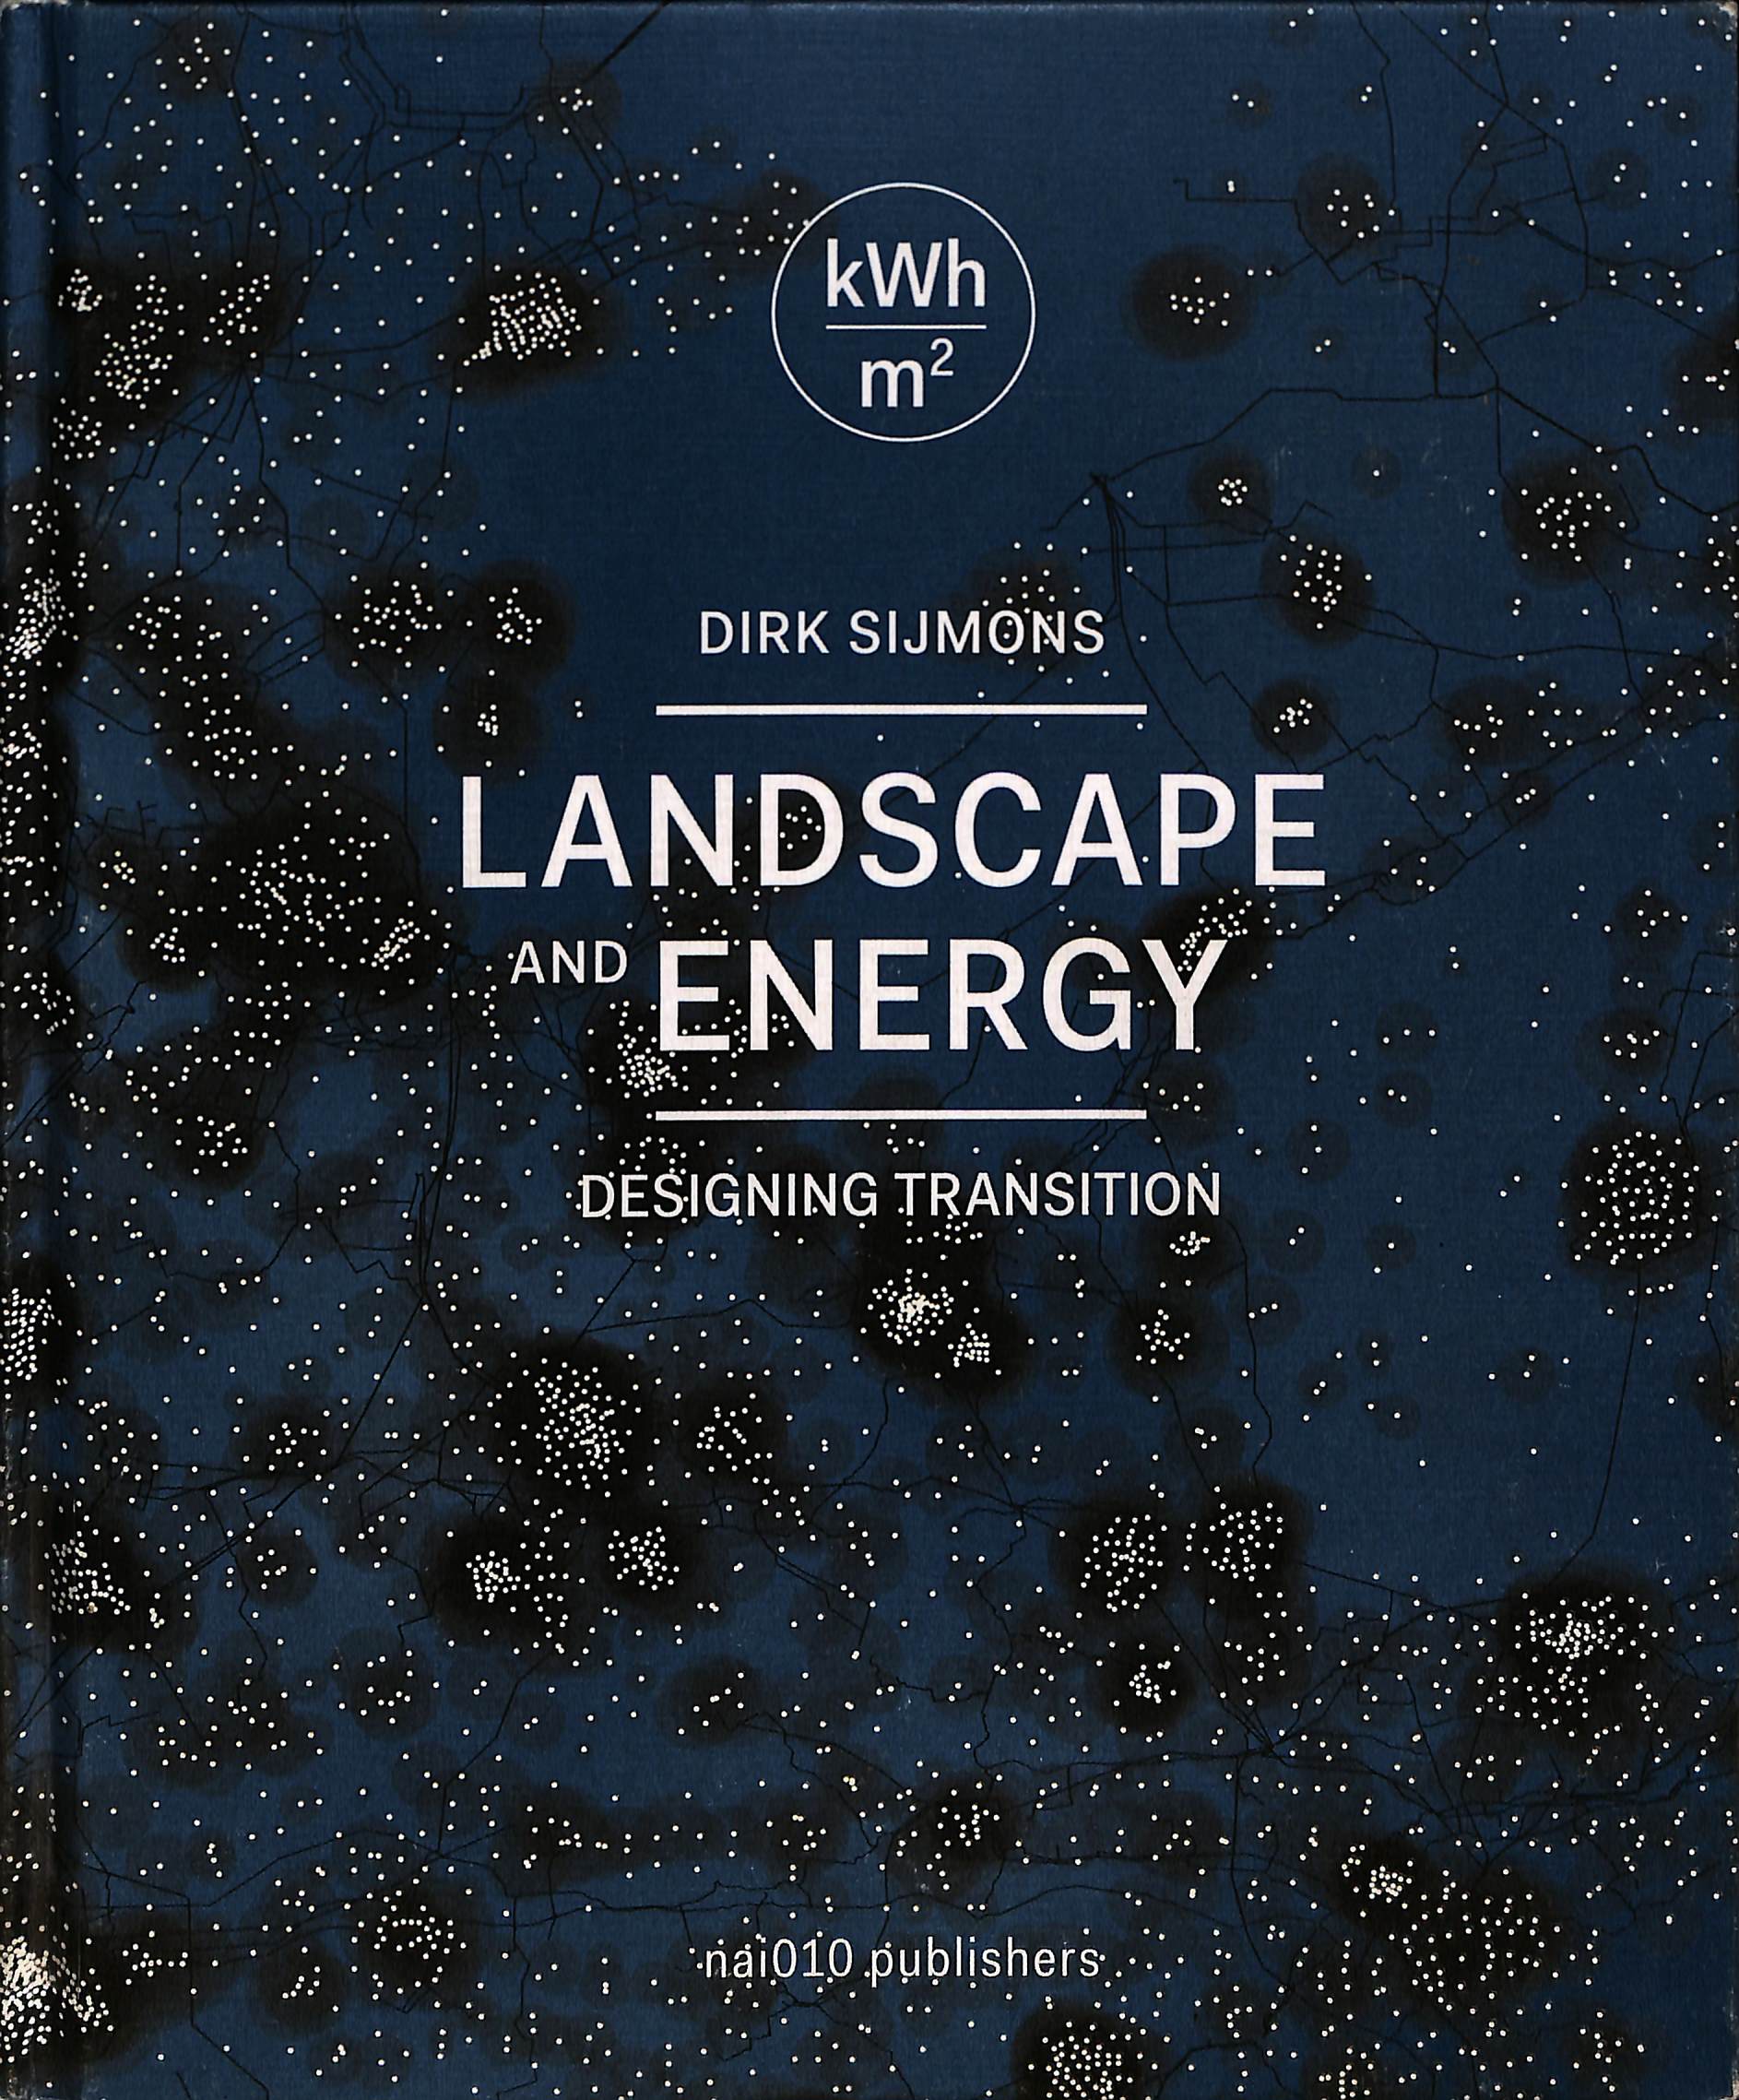 kWh
m²
DIRK SIJMONS
LANDSCAPE
AND ENERGY
DESIGNING TRANSITION
nai010 publishers